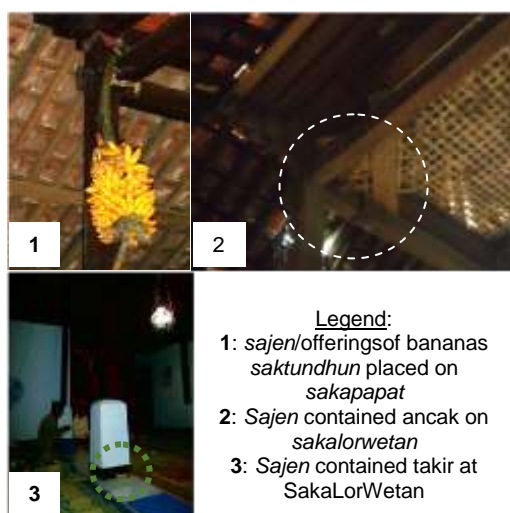 1
2
3
Legend:
1: sajen/offeringsof bananas
saktundhun placed on
sakapapat
2: Sajen contained ancak on
sakalorwetan
3: Sajen contained takir at
SakaLorWetan